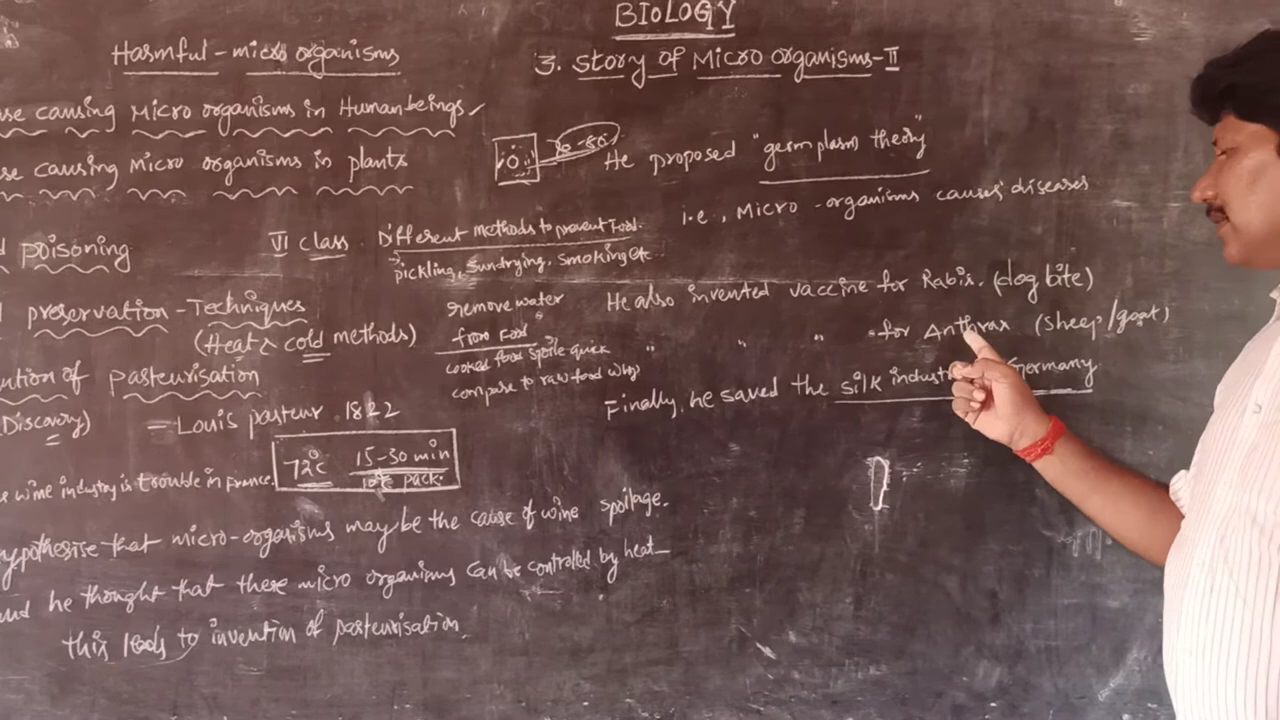 BIOLOGY
Harmful - micro organisms
3. Story of Micro organisms-II
use causing Micro organisms in Human beings
se causing micro organisms in plants
He proposed "germ plasm theory"
i.e., Micro-organisms causes diseases
d poisoning
VI class
Different methods to prevent Food.
pickling, Sundrying, Smoking etc
d preservation - Techniques
(Heat & cold methods)
remove water
from Food
cooked food spoile quick
compare to raw food why?
He also invented vaccine for Rabis. (dog bite)
" " " for Anthrax (Sheep/goat)
Finally, he saved the silk indust Germany.
ntion of pasteurisation
Discovery) = Louis pasteur . 1822
72°c 15-30 min
10°c pack.
e wine industry is trouble in france.
ypothesise that micro-organisms may be the cause of wine spoilage.
and he thought that these micro organisms can be controlled by heat
this leads to invention of pasteurisation.